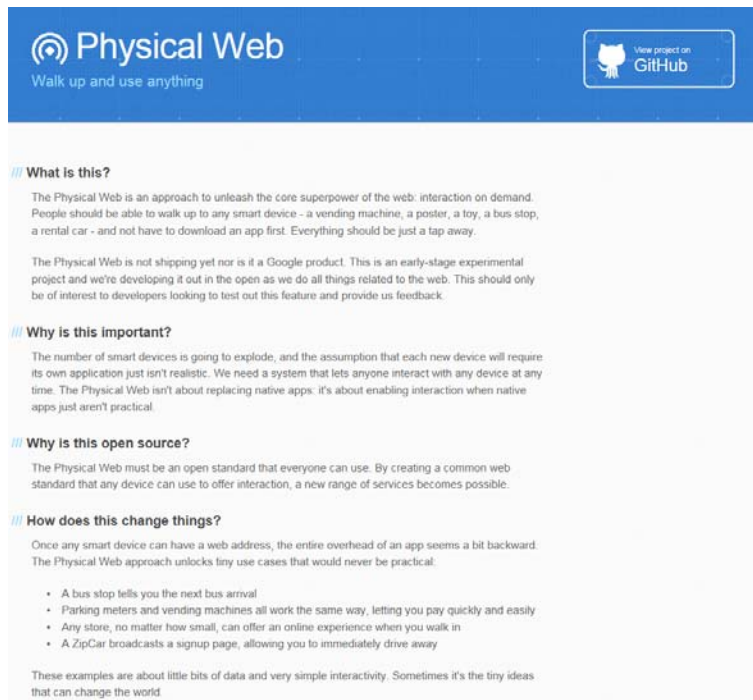 Physical Web
Walk up and use anything
View project on
GitHub
/// What is this?
The Physical Web is an approach to unleash the core superpower of the web: interaction on demand.
People should be able to walk up to any smart device - a vending machine, a poster, a toy, a bus stop,
a rental car - and not have to download an app first. Everything should be just a tap away.
The Physical Web is not shipping yet nor is it a Google product. This is an early-stage experimental
project and we're developing it out in the open as we do all things related to the web. This should only
be of interest to developers looking to test out this feature and provide us feedback.
/// Why is this important?
The number of smart devices is going to explode, and the assumption that each new device will require
its own application just isn't realistic. We need a system that lets anyone interact with any device at any
time. The Physical Web isn't about replacing native apps: it's about enabling interaction when native
apps just aren't practical.
/// Why is this open source?
The Physical Web must be an open standard that everyone can use. By creating a common web
standard that any device can use to offer interaction, a new range of services becomes possible.
/// How does this change things?
Once any smart device can have a web address, the entire overhead of an app seems a bit backward.
The Physical Web approach unlocks tiny use cases that would never be practical:
• A bus stop tells you the next bus arrival
• Parking meters and vending machines all work the same way, letting you pay quickly and easily
• Any store, no matter how small, can offer an online experience when you walk in
• A ZipCar broadcasts a signup page, allowing you to immediately drive away
These examples are about little bits of data and very simple interactivity. Sometimes it's the tiny ideas
that can change the world